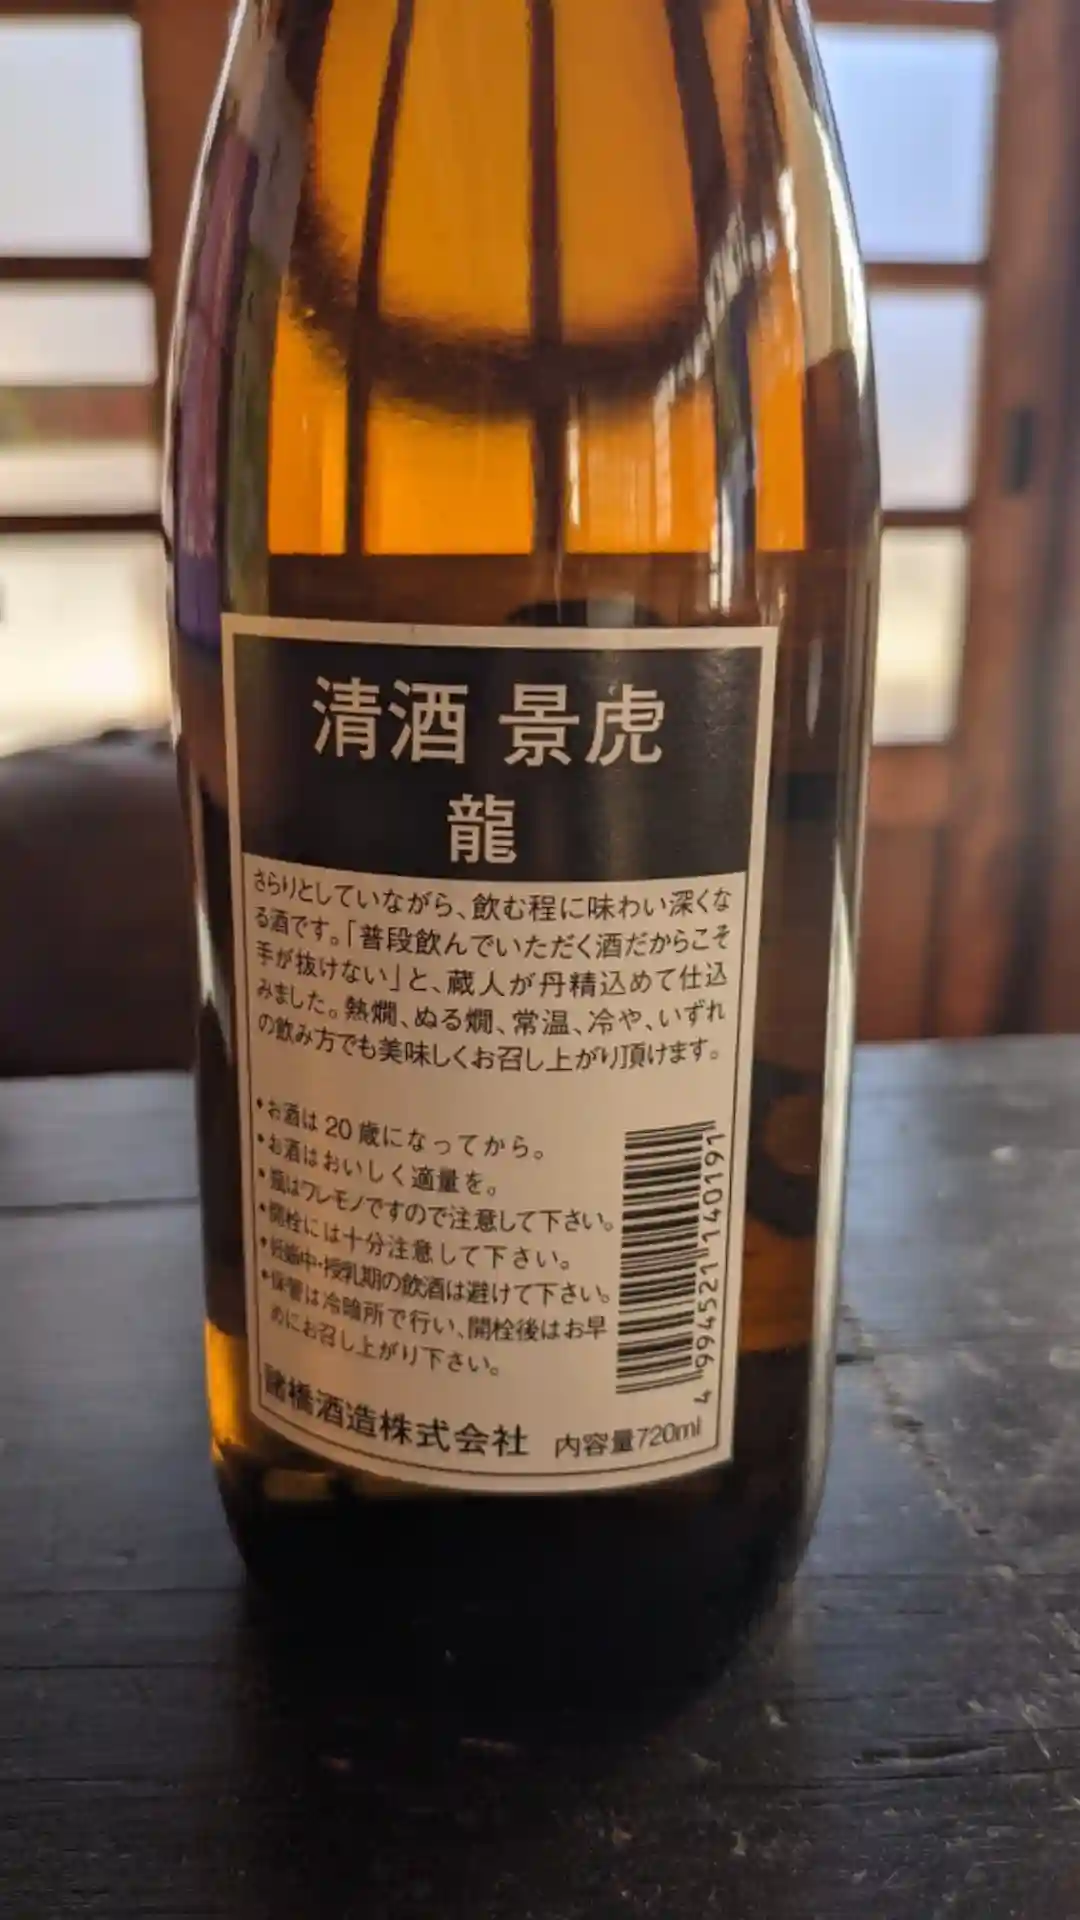 清酒 景虎
龍
さらりとしていながら、飲む程に味わい深くな
る酒です。「普段飲んでいただく酒だからこそ
手が抜けない」と、蔵人が丹精込めて仕込
みました。熱燗、ぬる燗、常温、冷や、いずれ
の飲み方でも美味しくお召し上がり頂けます。
•お酒は20歳になってから。
•お酒はおいしく適量を。
•瓶はワレモノですので注意して下さい。
•開栓には十分注意して下さい。
•妊娠中・授乳期の飲酒は避けて下さい。
•保管は冷暗所で行い、開栓後はお早
めにお召し上がり下さい。
諸橋酒造株式会社 内容量720ml
4994521140191